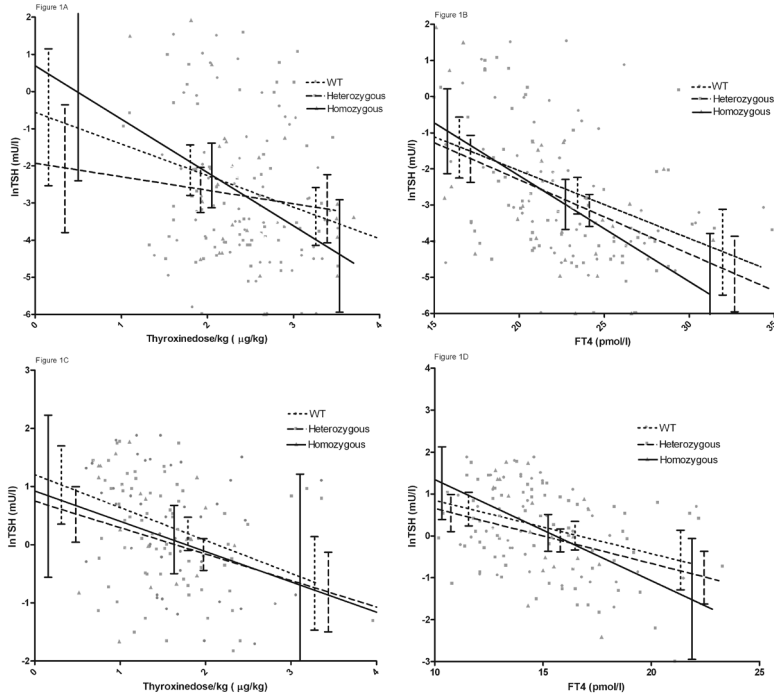 Figure 1A
2
1
0
-1
-2
-3
-4
-5
-6
lnTSH (mU/l)
0
1
2
3
4
Thyroxinedose/kg ( μg/kg)
WT
Heterozygous
Homozygous
Figure 1B
2
1
0
-1
-2
-3
-4
-5
-6
lnTSH (mU/l)
15
20
25
30
35
FT4 (pmol/l)
WT
Heterozygous
Homozygous
Figure 1C
3
2
1
0
-1
-2
lnTSH (mU/l)
0
1
2
3
4
Thyroxinedose/kg ( μg/kg)
WT
Heterozygous
Homozygous
Figure 1D
4
3
2
1
0
-1
-2
-3
lnTSH (mU/l)
10
15
20
25
FT4 (pmol/l)
WT
Heterozygous
Homozygous